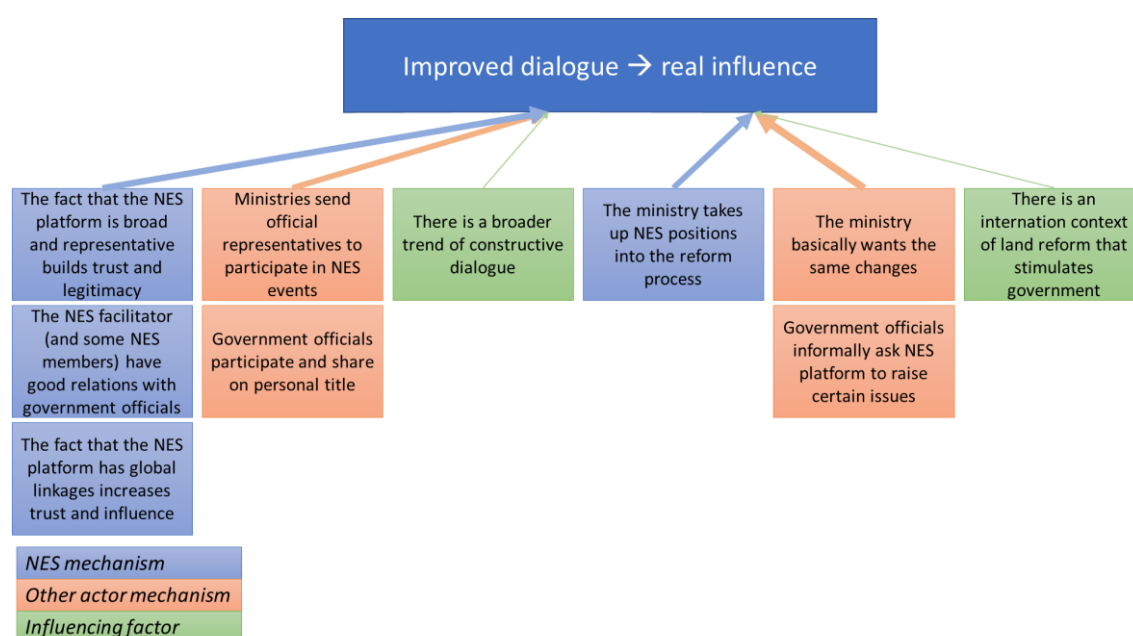 Improved dialogue → real influence
The fact that the NES
platform is broad
and representative
builds trust and
legitimacy
Ministries send
official
representatives to
participate in NES
events
There is a broader
trend of constructive
dialogue
The ministry takes
up NES positions
into the reform
process
The ministry
basically wants the
same changes
There is an
internation context
of land reform that
stimulates
government
The NES facilitator
(and some NES
members) have
good relations with
government officials
Government officials
participate and share
on personal title
Government officials
informally ask NES
platform to raise
certain issues
The fact that the NES
platform has global
linkages increases
trust and influence
NES mechanism
Other actor mechanism
Influencing factor